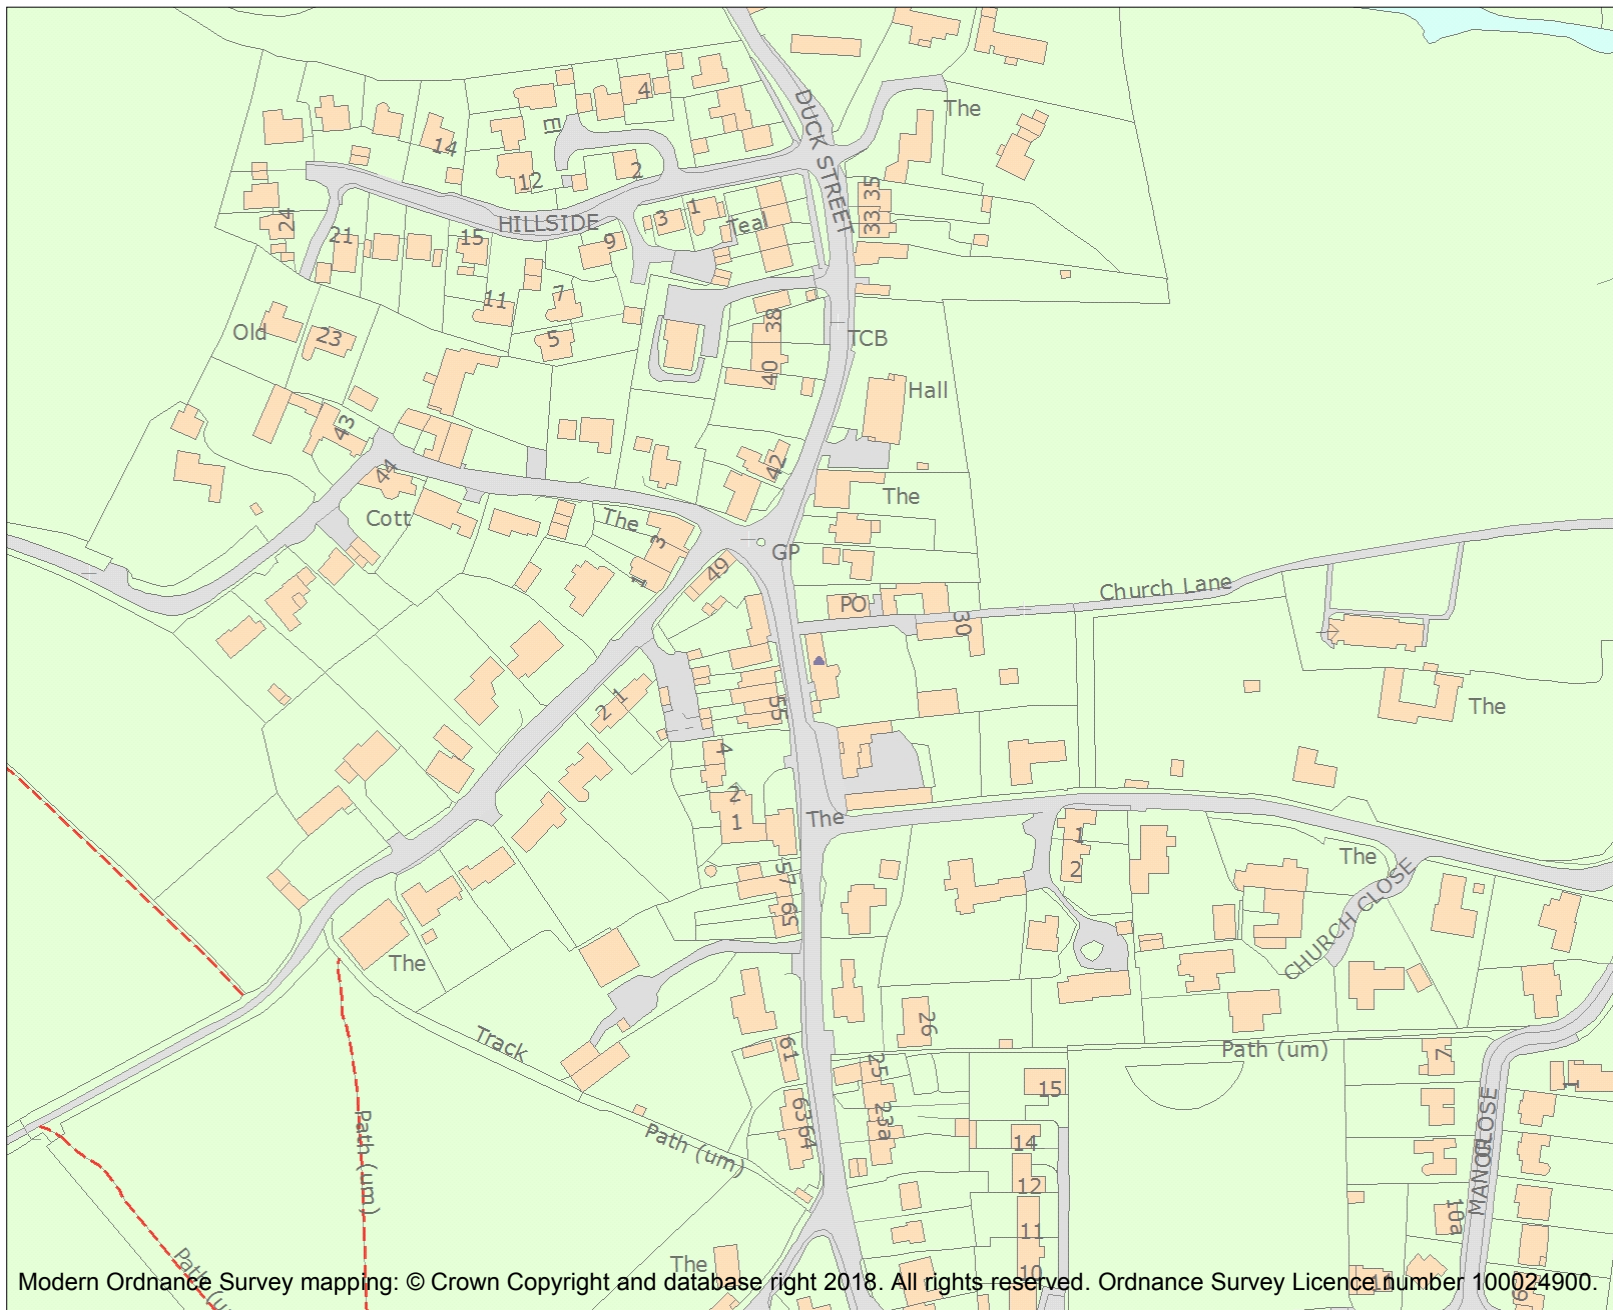 DUCK STREET
The
4
El
14
12
2
HILLSIDE
3
1
Teal
35
33
24
21
15
9
11
7
5
Old
23
38
40
TCB
Hall
43
44
42
Cott
The
3
1
The
GP
49
PO
30
Church Lane
The
55
2
1
4
2
1
The
57
65
1
2
The
CHURCH CLOSE
The
Track
26
61
25
Path (um)
7
1
15
63
64
23a
Path (um)
Path (um)
14
12
11
10
MANOR
CLOSE
10a
The
Path (u
Modern Ordnance Survey mapping: © Crown Copyright and database right 2018. All rights reserved. Ordnance Survey Licence number 100024900.